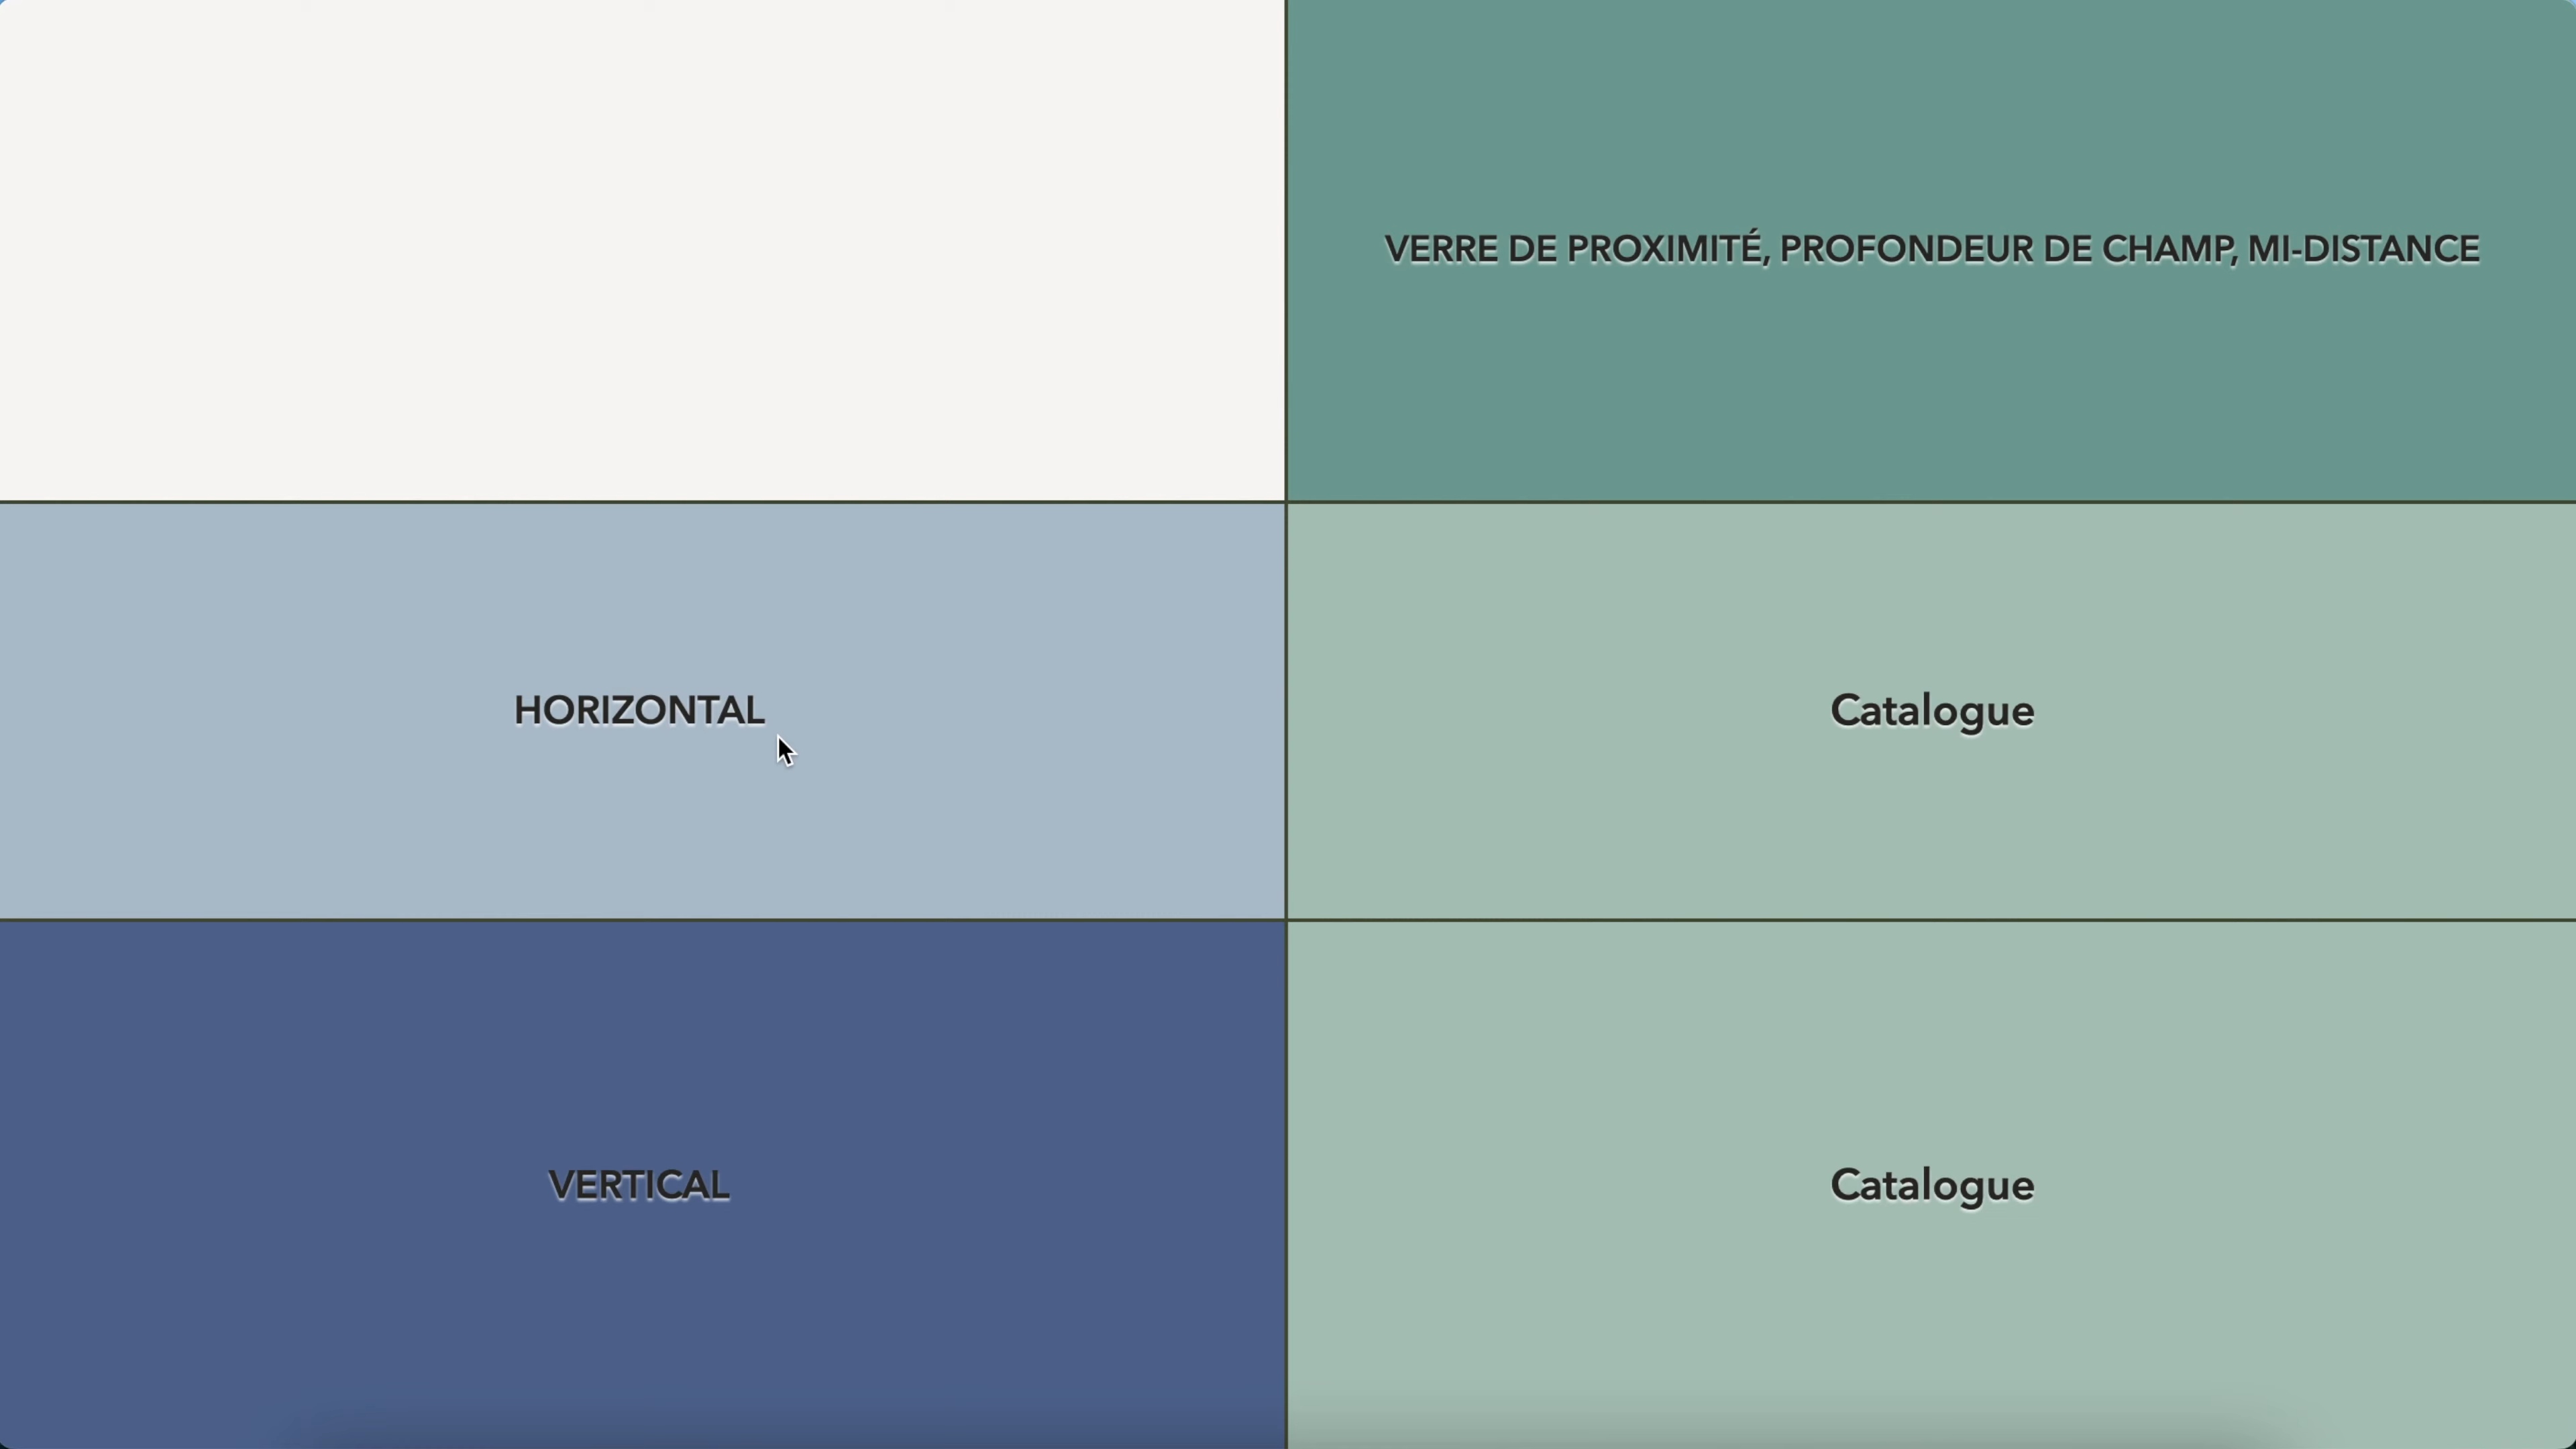 VERRE DE PROXIMITÉ, PROFONDEUR DE CHAMP, MI-DISTANCE
HORIZONTAL
Catalogue
VERTICAL
Catalogue